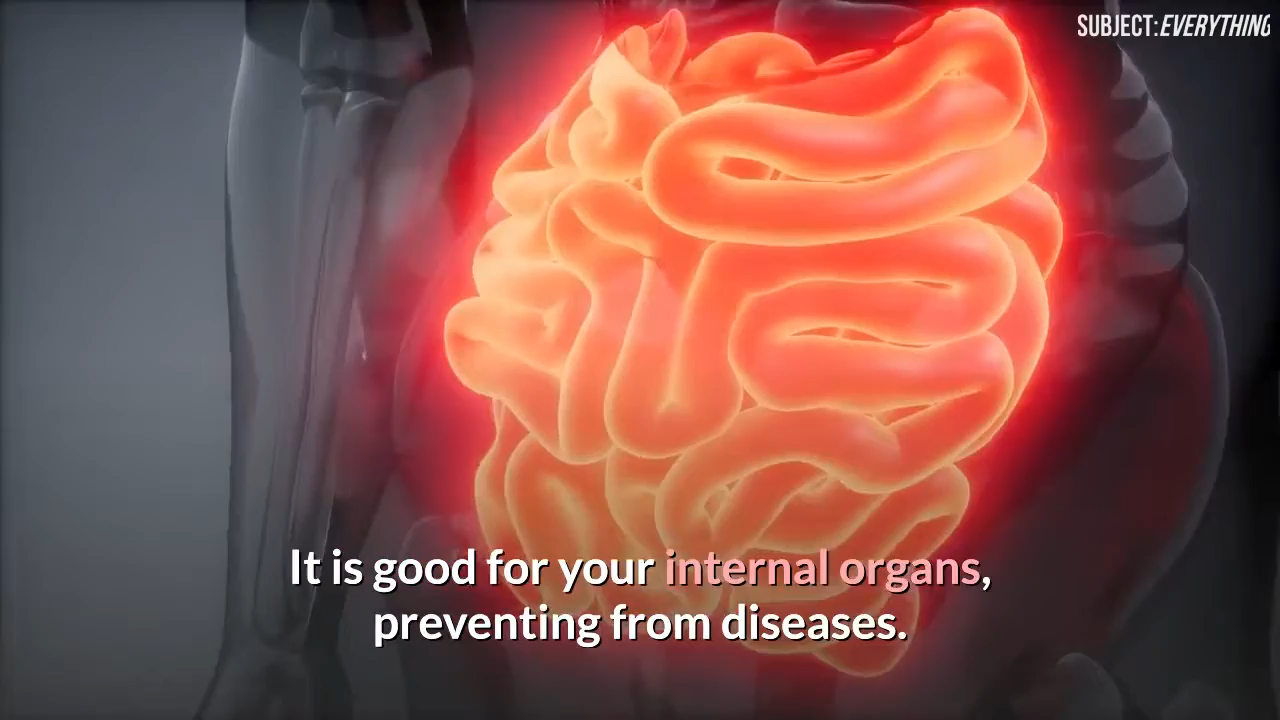 SUBJECT: EVERYTHING
It is good for your internal organs,
preventing from diseases.